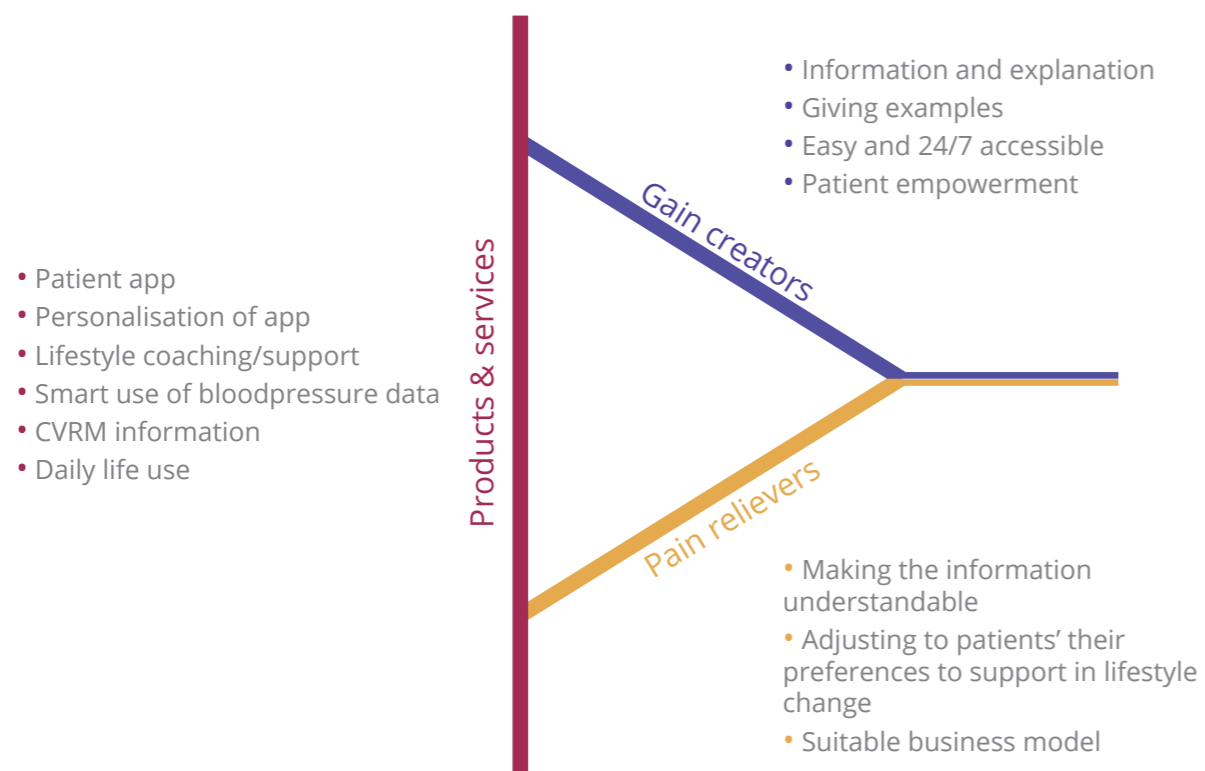 • Patient app
• Personalisation of app
• Lifestyle coaching/support
• Smart use of bloodpressure data
• CVRM information
• Daily life use
Products & services
Gain creators
• Information and explanation
• Giving examples
• Easy and 24/7 accessible
• Patient empowerment
Pain relievers
• Making the information
understandable
• Adjusting to patients’ their
preferences to support in lifestyle
change
• Suitable business model